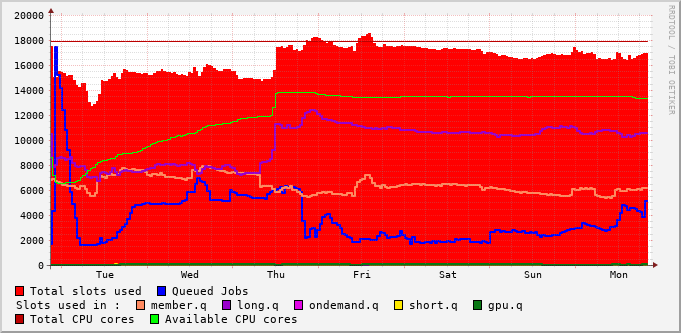 20000
18000
16000
14000
12000
10000
8000
6000
4000
2000
0
Tue Wed Thu Fri Sat Sun Mon
Total slots used Queued Jobs
Slots used in : member.q long.q ondemand.q short.q gpu.q
Total CPU cores Available CPU cores
RRDTOOL / TOBI OETIKER